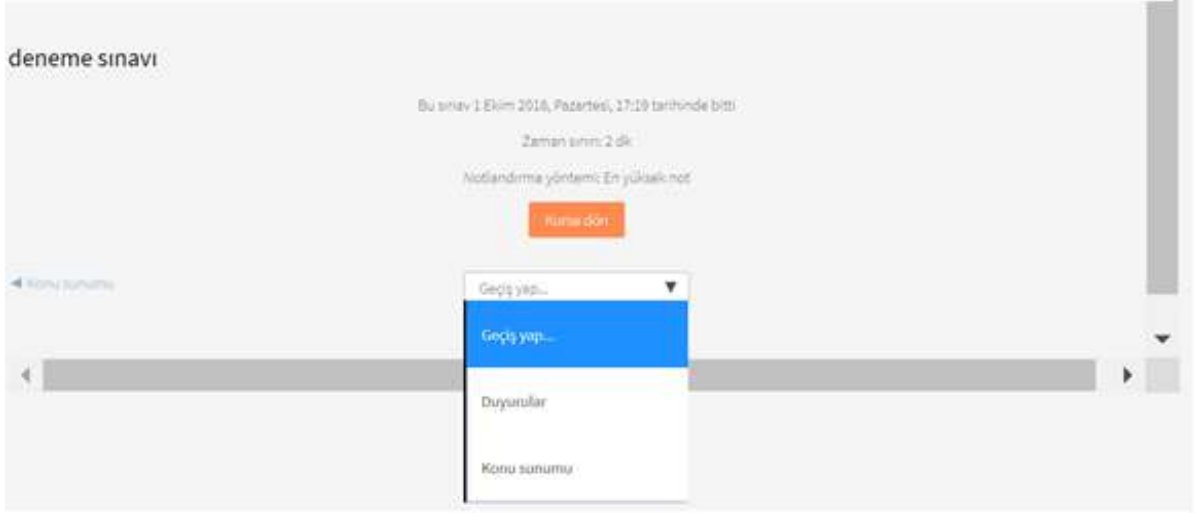 deneme sınavı
Bu sınav 1 Ekim 2018, Pazartesi, 17:19 tarihinde bitti
Zaman sınırı: 2 dk
Notlandırma yöntemi: En yüksek not
Kursa dön
◄ Konu sunumu
Geçiş yap...
Geçiş yap...
Duyurular
Konu sunumu